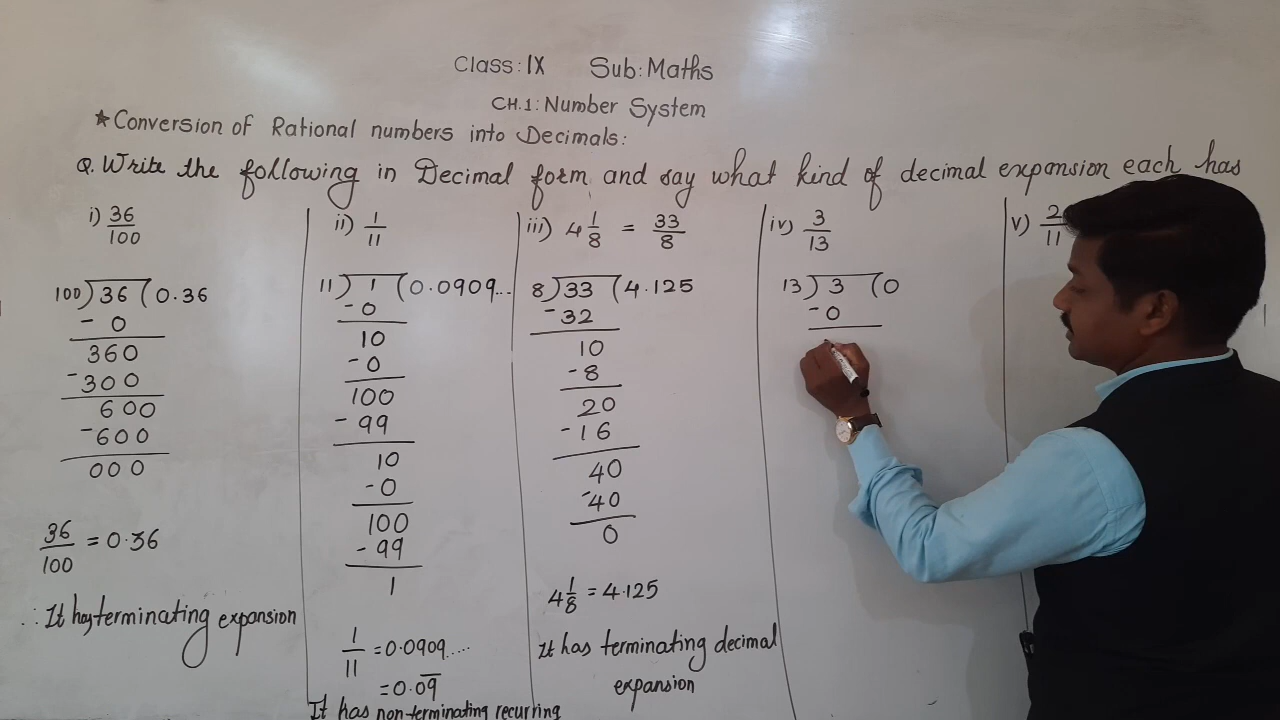 Class: IX Sub: Maths
CH.1: Number System
★Conversion of Rational numbers into Decimals:
Q. Write the following in Decimal form and say what kind of decimal expansion each has
i) 36/100
100) 36 (0.36
- 0
360
-300
600
-600
000
36/100 = 0.36
∴ It has terminating expansion
ii) 1/11
11) 1 (0.0909...
-0
10
-0
100
-99
10
-0
100
-99
1
1/11 = 0.0909....
= 0.0̅9̅
It has non-terminating recurring
iii) 4 1/8 = 33/8
8) 33 (4.125
-32
10
-8
20
-16
40
-40
0
4 1/8 = 4.125
It has terminating decimal
expansion
iv) 3/13
13) 3 (0
-0
v) 2/11